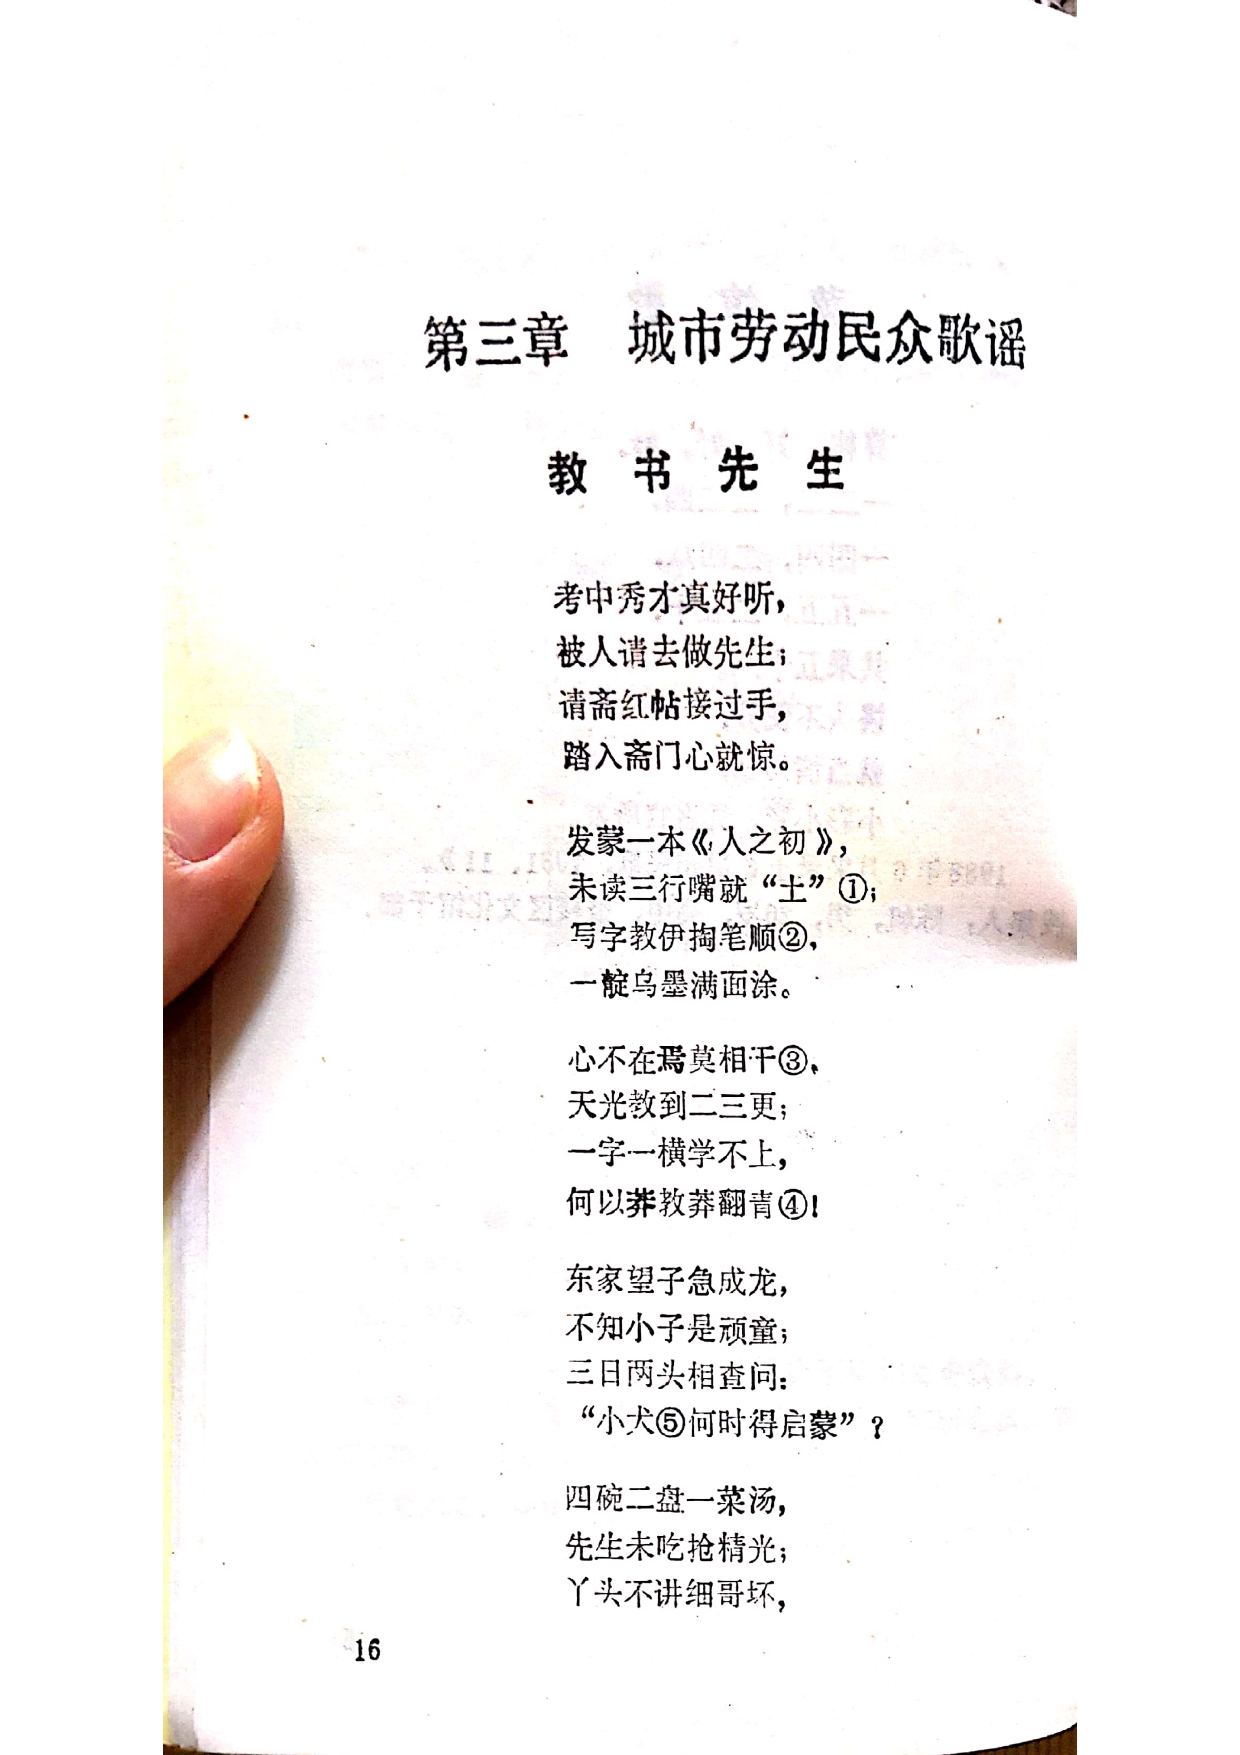 第三章 城市劳动民众歌谣
教书先生
考中秀才真好听，
被人请去做先生；
请斋红帖接过手，
踏入斋门心就惊。
发蒙一本《人之初》，
未读三行嘴就“土”①；
写字教伊掏笔顺②，
一靛乌墨满面涂。
心不在焉莫相干③，
天光教到二三更；
一字一横学不上，
何以莽教莽翻青④！
东家望子急成龙，
不知小子是顽童；
三日两头相查问：
“小犬⑤何时得启蒙”？
四碗二盘一菜汤，
先生未吃抢精光；
丫头不讲细哥坏，
16